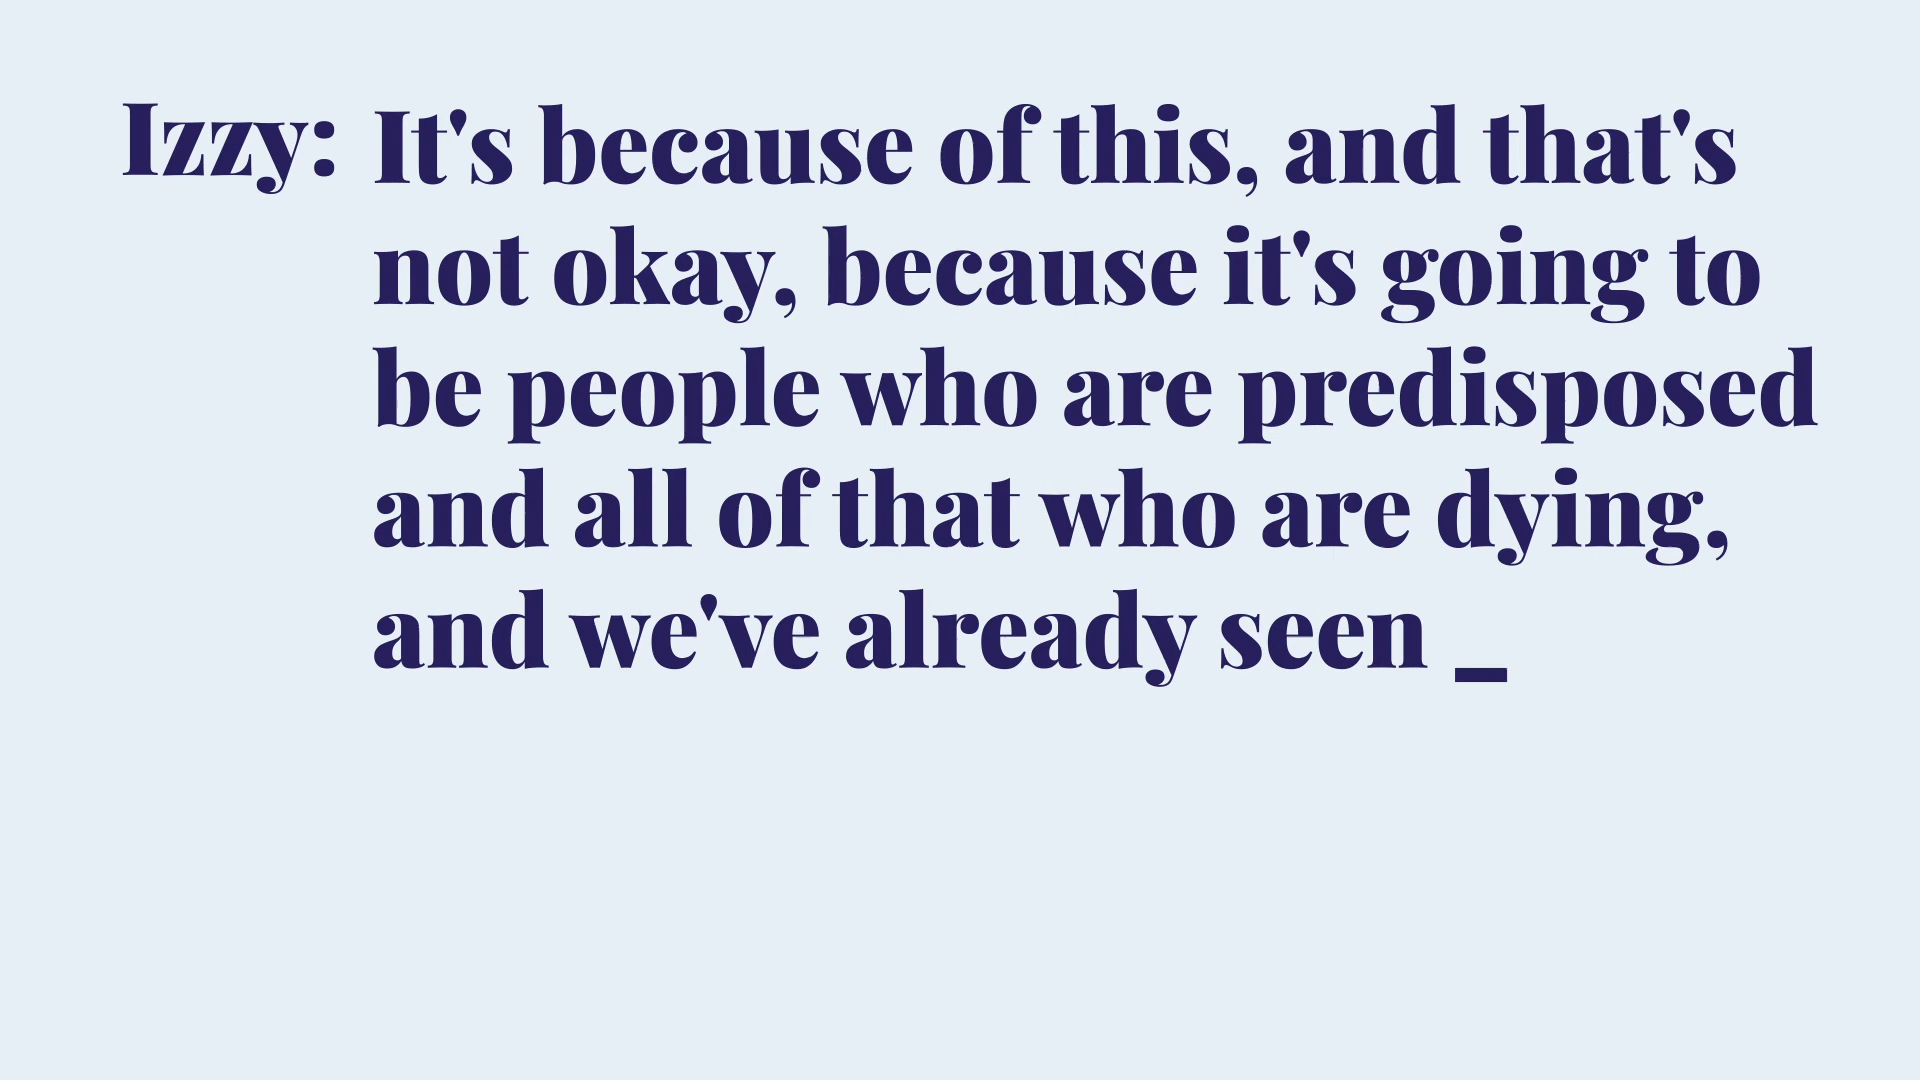 Izzy: It's because of this, and that's
not okay, because it's going to
be people who are predisposed
and all of that who are dying,
and we've already seen _